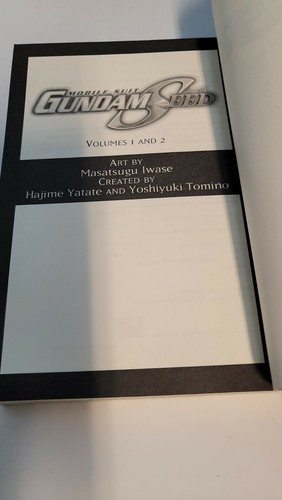 MOBILE SUIT
GUNDAM SEED
VOLUMES 1 AND 2
ART BY
MASATSUGU IWASE
CREATED BY
HAJIME YATATE AND YOSHIYUKI TOMINO